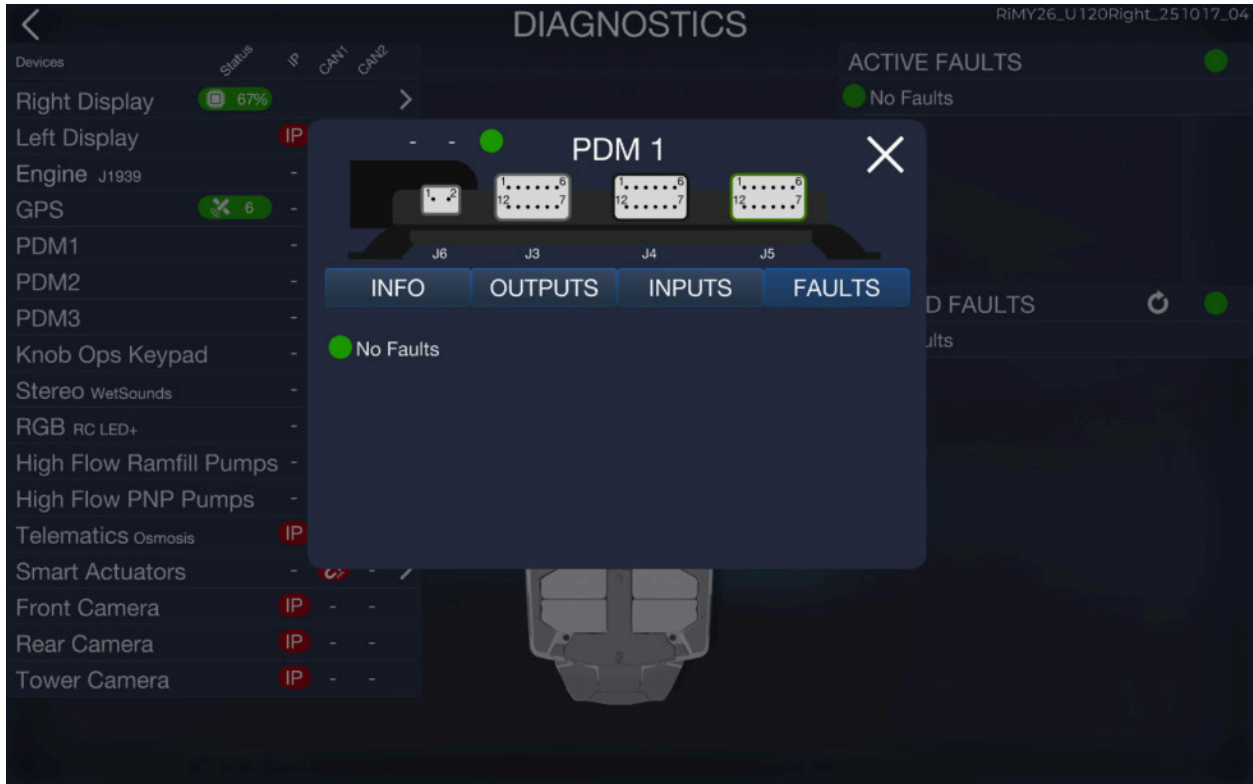 DIAGNOSTICS
RiMY26_U120Right_251017_04
Devices Status IP CAN1 CAN2
Right Display 67%
Left Display IP
Engine J1939 -
GPS 6 -
PDM1 -
PDM2 -
PDM3 -
Knob Ops Keypad -
Stereo WetSounds -
RGB RC LED+ -
High Flow Ramfill Pumps -
High Flow PNP Pumps -
Telematics Osmosis IP
Smart Actuators - -
Front Camera IP - -
Rear Camera IP - -
Tower Camera IP - -
- - PDM 1
1 2
1 6
12 7
1 6
12 7
1 6
12 7
J6 J3 J4 J5
INFO OUTPUTS INPUTS FAULTS
No Faults
ACTIVE FAULTS
No Faults
FAULTS